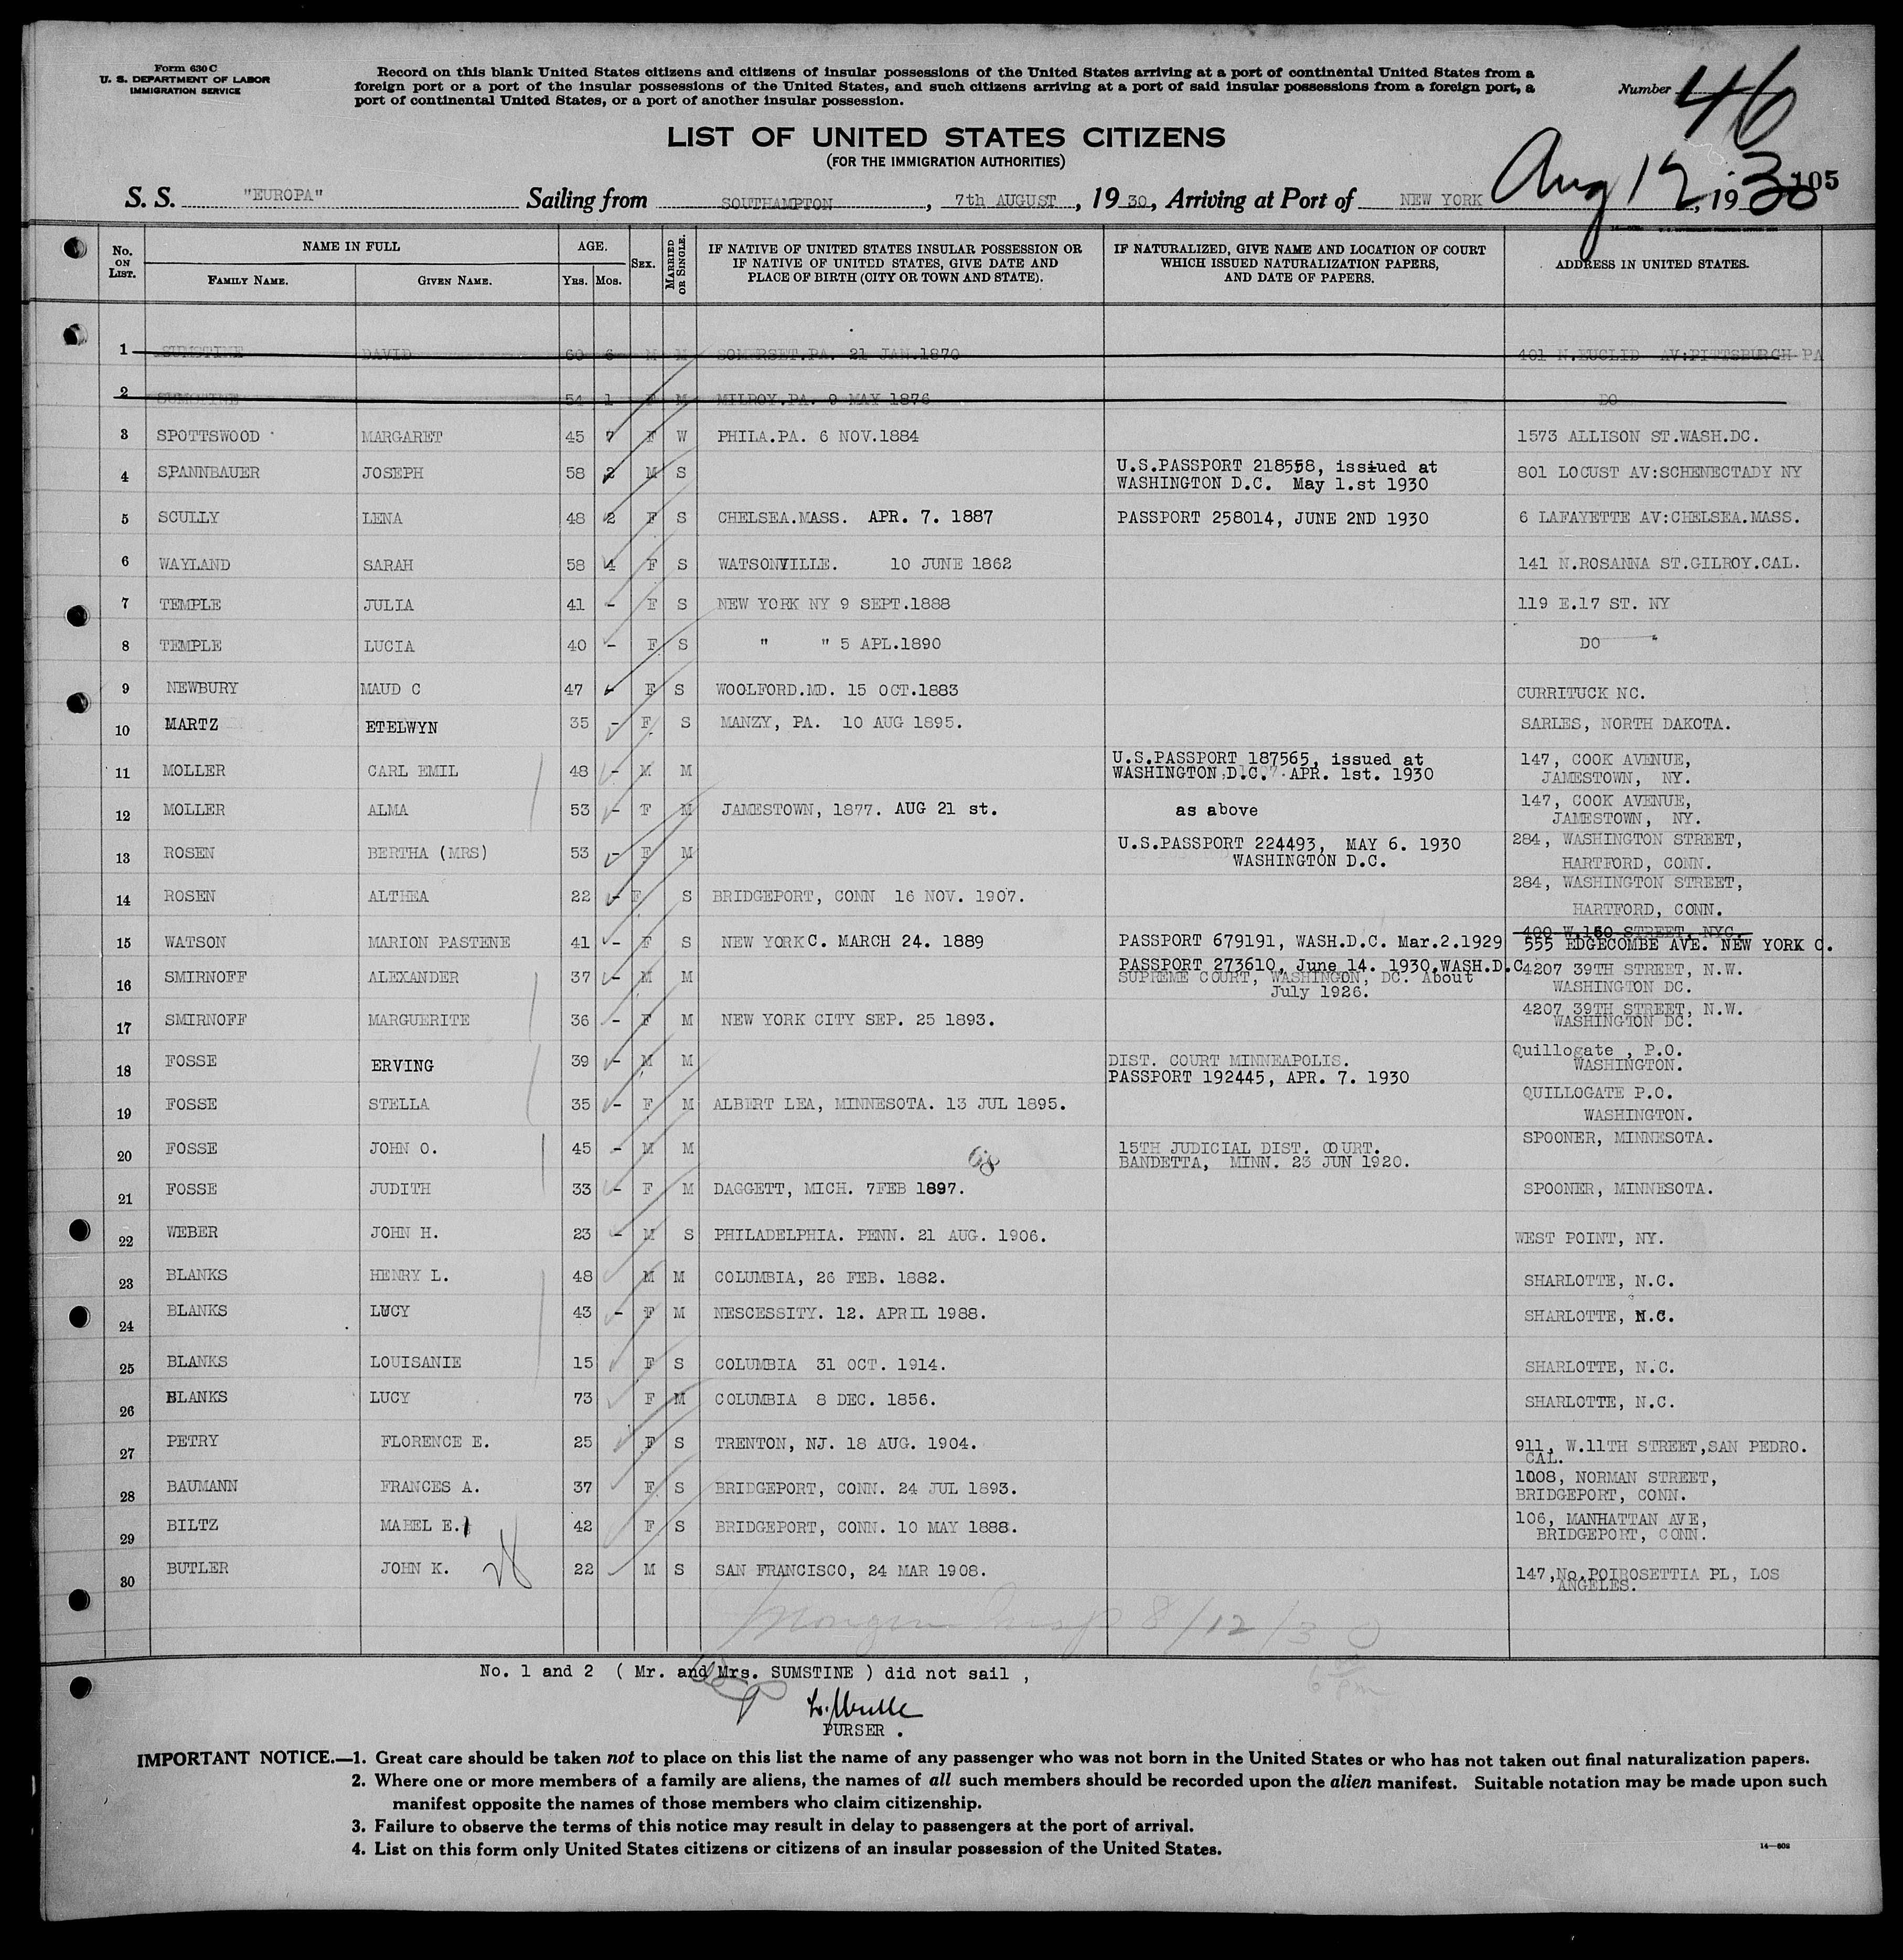 Form 630 C
U. S. DEPARTMENT OF LABOR
IMMIGRATION SERVICE
Record on this blank United States citizens and citizens of insular possessions of the United States arriving at a port of continental United States from a
foreign port or a port of the insular possessions of the United States, and such citizens arriving at a port of said insular possessions from a foreign port, a
port of continental United States, or a port of another insular possession.
Number 46
LIST OF UNITED STATES CITIZENS
(FOR THE IMMIGRATION AUTHORITIES)
S. S. "EUROPA" Sailing from SOUTHAMPTON, 7th AUGUST, 1930, Arriving at Port of NEW YORK Aug 12, 1930 105
No. ON LIST. NAME IN FULL AGE. SEX. MARRIED OR SINGLE. IF NATIVE OF UNITED STATES INSULAR POSSESSION OR IF NATIVE OF UNITED STATES, GIVE DATE AND PLACE OF BIRTH (CITY OR TOWN AND STATE). IF NATURALIZED, GIVE NAME AND LOCATION OF COURT WHICH ISSUED NATURALIZATION PAPERS, AND DATE OF PAPERS. ADDRESS IN UNITED STATES.
FAMILY NAME. GIVEN NAME. YRS. MOS.
1 SUMSTINE DAVID 60 6 M M SOMERSET.PA. 21 JAN.1870 401 N.EUCLID AV:PITTSBURCH PA
2 SUMSTINE 54 1 F M MILROY.PA. 9 MAY 1876 DO
3 SPOTTSWOOD MARGARET 45 7 F W PHILA.PA. 6 NOV.1884 1573 ALLISON ST.WASH.DC.
4 SPANNBAUER JOSEPH 58 2 M S U.S.PASSPORT 218558, issiued at 801 LOCUST AV:SCHENECTADY NY
WASHINGTON D.C. May 1.st 1930
5 SCULLY LENA 48 2 F S CHELSEA.MASS. APR. 7. 1887 PASSPORT 258014, JUNE 2ND 1930 6 LAFAYETTE AV:CHELSEA.MASS.
6 WAYLAND SARAH 58 4 F S WATSONVILLE. 10 JUNE 1862 141 N.ROSANNA ST.GILROY.CAL.
7 TEMPLE JULIA 41 - F S NEW YORK NY 9 SEPT.1888 119 E.17 ST. NY
8 TEMPLE LUCIA 40 - F S " " 5 APL.1890 DO "
9 NEWBURY MAUD C 47 - F S WOOLFORD.MD. 15 OCT.1883 CURRITUCK NC.
10 MARTZ ETELWYN 35 - F S MANZY, PA. 10 AUG 1895. SARLES, NORTH DAKOTA.
11 MOLLER CARL EMIL 48 - M M U.S.PASSPORT 187565, issued at 147, COOK AVENUE,
WASHINGTON D.C. APR. 1st. 1930 JAMESTOWN, NY.
12 MOLLER ALMA 53 - F M JAMESTOWN, 1877. AUG 21 st. as above 147, COOK AVENUE,
JAMESTOWN, NY.
13 ROSEN BERTHA (MRS) 53 - F M U.S.PASSPORT 224493, MAY 6. 1930 284, WASHINGTON STREET,
WASHINGTON D.C. HARTFORD, CONN.
14 ROSEN ALTHEA 22 - F S BRIDGEPORT, CONN 16 NOV. 1907. 284, WASHINGTON STREET,
HARTFORD, CONN.
400 W.150 STREET, NYC.
15 WATSON MARION PASTENE 41 - F S NEW YORK C. MARCH 24. 1889 PASSPORT 679191, WASH.D.C. Mar.2.1929 555 EDGECOMBE AVE. NEW YORK C.
PASSPORT 273610, June 14. 1930,WASH.D.C
16 SMIRNOFF ALEXANDER 37 - M M SUPREME COURT, WASHINGON, DC. About 4207 39TH STREET, N.W.
July 1926. WASHINGTON DC.
17 SMIRNOFF MARGUERITE 36 - F M NEW YORK CITY SEP. 25 1893. 4207 39TH STREET, N.W.
WASHINGTON DC.
18 FOSSE ERVING 39 - M M DIST. COURT MINNEAPOLIS. Quillogate , P.O.
PASSPORT 192445, APR. 7. 1930 WASHINGTON.
19 FOSSE STELLA 35 - F M ALBERT LEA, MINNESOTA. 13 JUL 1895. QUILLOGATE P.O.
WASHINGTON.
20 FOSSE JOHN O. 45 - M M 68 15TH JUDICIAL DIST. COURT. SPOONER, MINNESOTA.
BANDETTA, MINN. 23 JUN 1920.
21 FOSSE JUDITH 33 - F M DAGGETT, MICH. 7FEB 1897. SPOONER, MINNESOTA.
22 WEBER JOHN H. 23 - M S PHILADELPHIA. PENN. 21 AUG. 1906. WEST POINT, NY.
23 BLANKS HENRY L. 48 M M COLUMBIA, 26 FEB. 1882. SHARLOTTE, N.C.
24 BLANKS LUCY 43 - F M NESCESSITY. 12. APRIL 1988. SHARLOTTE, N.C.
25 BLANKS LOUISANIE 15 F S COLUMBIA 31 OCT. 1914. SHARLOTTE, N.C.
26 BLANKS LUCY 73 F M COLUMBIA 8 DEC. 1856. SHARLOTTE, N.C.
27 PETRY FLORENCE E. 25 F S TRENTON, NJ. 18 AUG. 1904. 911, W.11TH STREET,SAN PEDRO.
CAL.
28 BAUMANN FRANCES A. 37 F S BRIDGEPORT, CONN. 24 JUL 1893. 1008, NORMAN STREET,
BRIDGEPORT, CONN.
29 BILTZ MABEL E. 42 F S BRIDGEPORT, CONN. 10 MAY 1888. 106, MANHATTAN AVE,
BRIDGEPORT, CONN.
30 BUTLER JOHN K. 22 M S SAN FRANCISCO, 24 MAR 1908. 147,No.POIROSETTIA PL, LOS
ANGELES.
Insp 8/12/30
6 pm
No. 1 and 2 ( Mr. and Mrs. SUMSTINE ) did not sail ,
PURSER .
IMPORTANT NOTICE.—1. Great care should be taken not to place on this list the name of any passenger who was not born in the United States or who has not taken out final naturalization papers.
2. Where one or more members of a family are aliens, the names of all such members should be recorded upon the alien manifest. Suitable notation may be made upon such
manifest opposite the names of those members who claim citizenship.
3. Failure to observe the terms of this notice may result in delay to passengers at the port of arrival.
4. List on this form only United States citizens or citizens of an insular possession of the United States.
14—602